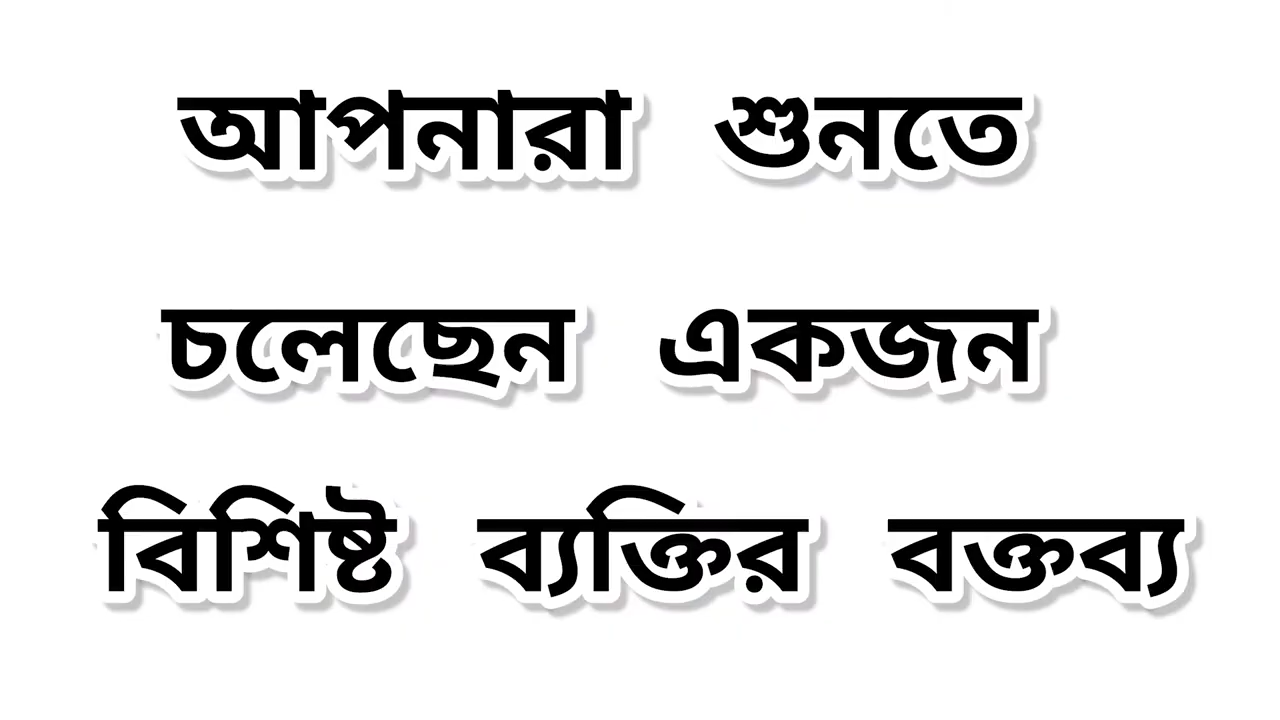 আপনারা শুনতে
চলেছেন একজন
বিশিষ্ট ব্যক্তির বক্তব্য